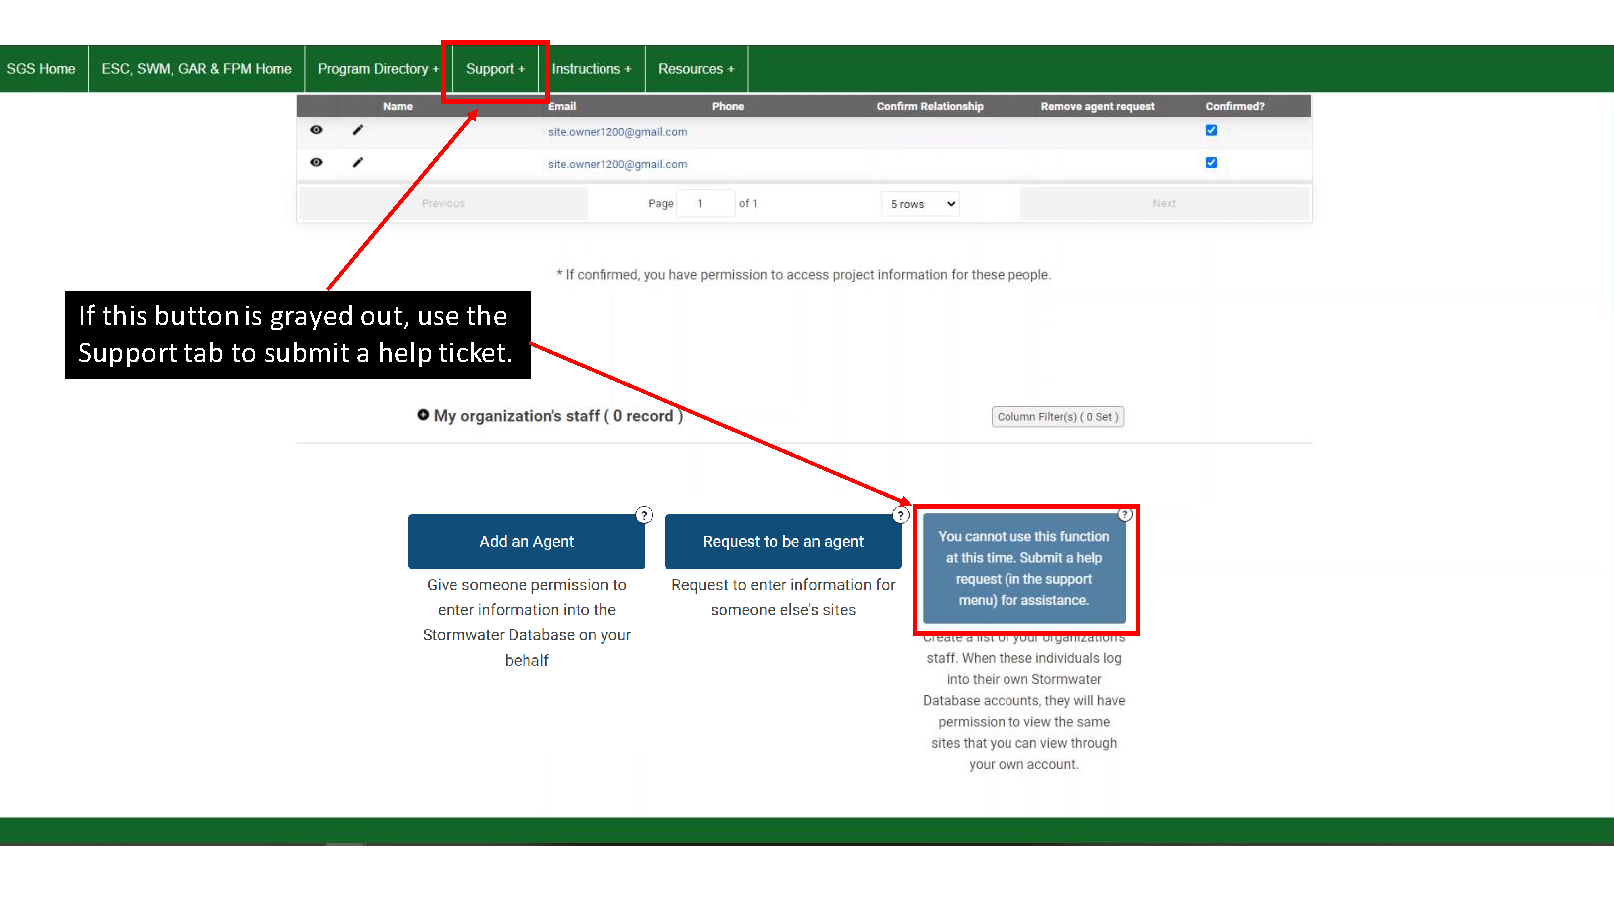 SGS Home ESC, SWM, GAR & FPM Home Program Directory + Support + Instructions + Resources +
Name Email Phone Confirm Relationship Remove agent request Confirmed?
site.owner1200@gmail.com
site.owner1200@gmail.com
Previous Page 1 of 1 5 rows Next
* If confirmed, you have permission to access project information for these people.
If this button is grayed out, use the
Support tab to submit a help ticket.
My organization's staff ( 0 record ) Column Filter(s) ( 0 Set )
Add an Agent ?
Give someone permission to
enter information into the
Stormwater Database on your
behalf
Request to be an agent ?
Request to enter information for
someone else's sites
You cannot use this function ?
at this time. Submit a help
request (in the support
menu) for assistance.
Create a list of your organization's
staff. When these individuals log
into their own Stormwater
Database accounts, they will have
permission to view the same
sites that you can view through
your own account.